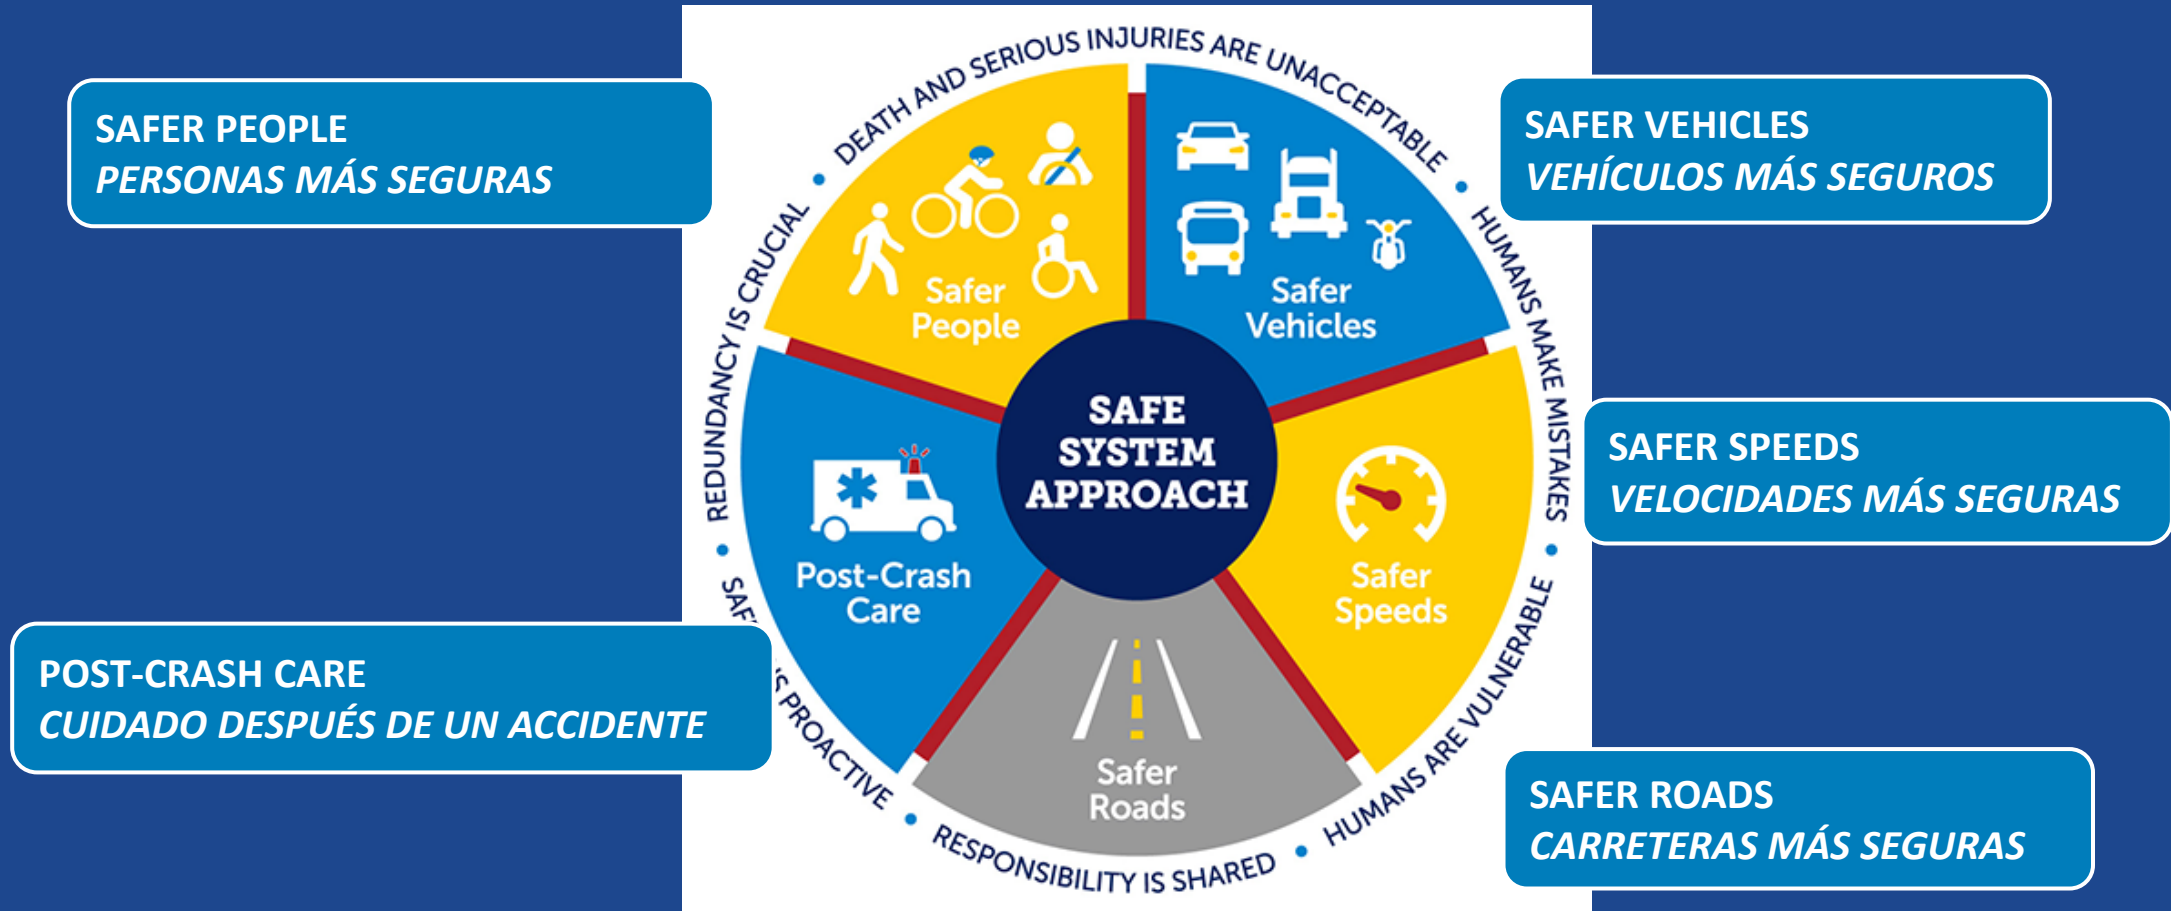 DEATH AND SERIOUS INJURIES ARE UNACCEPTABLE
HUMANS MAKE MISTAKES
HUMANS ARE VULNERABLE
RESPONSIBILITY IS SHARED
IS PROACTIVE
REDUNDANCY IS CRUCIAL
SAFER PEOPLE
PERSONAS MÁS SEGURAS
SAFER VEHICLES
VEHÍCULOS MÁS SEGUROS
Safer
People
Safer
Vehicles
SAFE
SYSTEM
APPROACH
SAFER SPEEDS
VELOCIDADES MÁS SEGURAS
Post-Crash
Care
Safer
Speeds
POST-CRASH CARE
CUIDADO DESPUÉS DE UN ACCIDENTE
Safer
Roads
SAFER ROADS
CARRETERAS MÁS SEGURAS